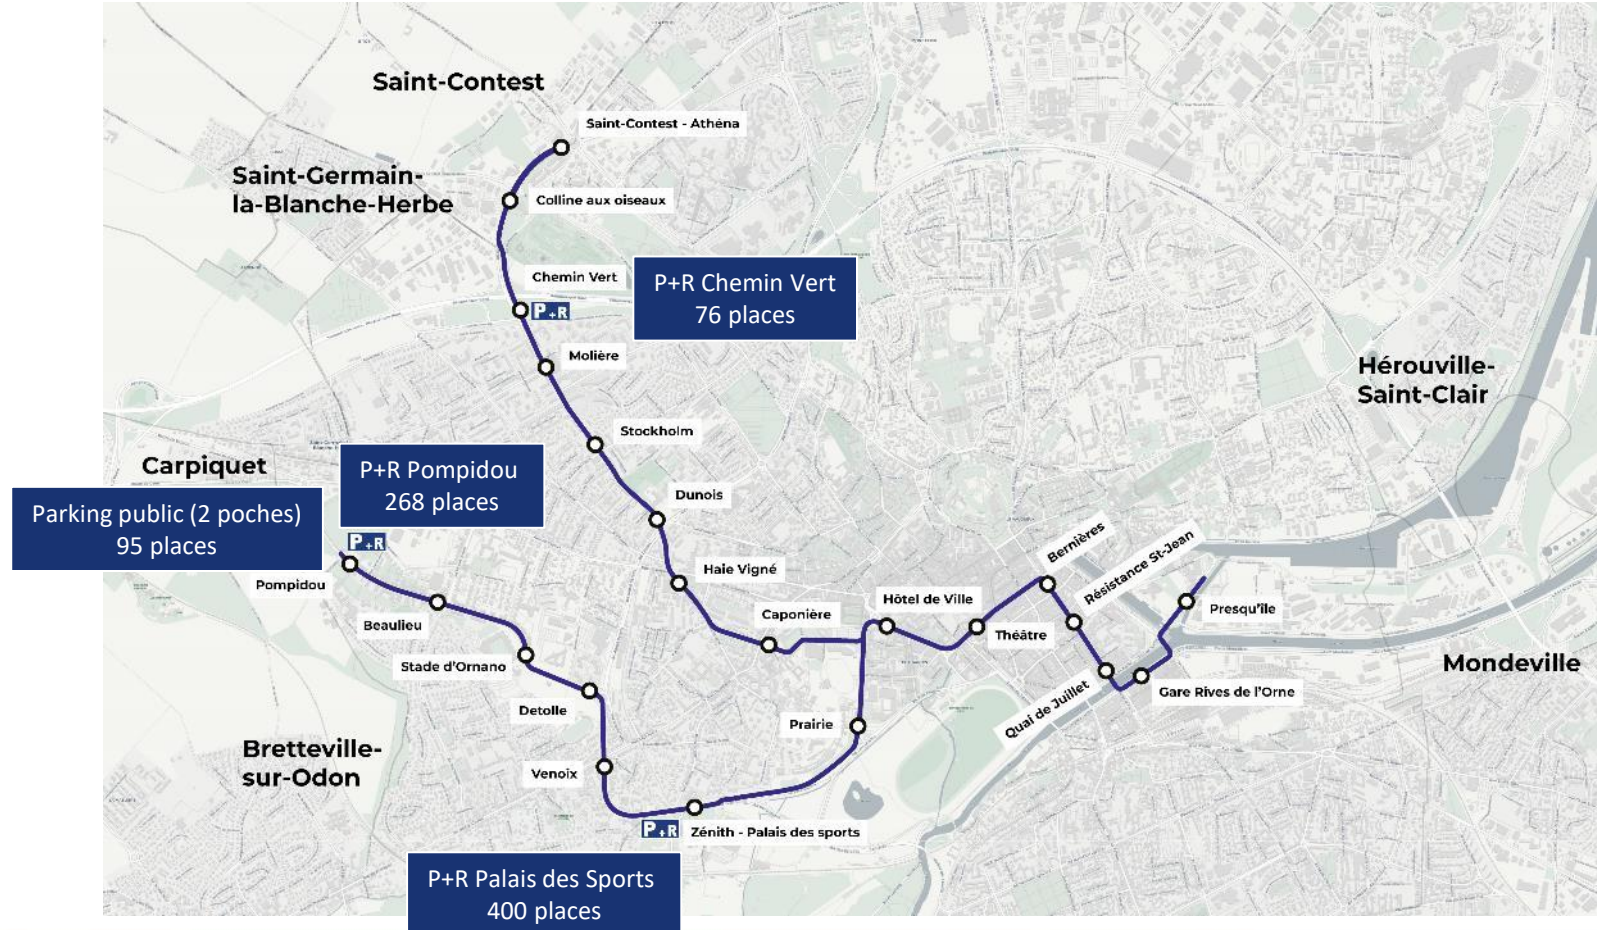 Saint-Contest
Saint-Contest - Athéna
Saint-Germain-
la-Blanche-Herbe
Colline aux oiseaux
Chemin Vert
P+R Chemin Vert
76 places
P+R
Molière
Hérouville-
Saint-Clair
Stockholm
Carpiquet
P+R Pompidou
268 places
Parking public (2 poches)
95 places
P+R
Pompidou
Dunois
Bernières
Résistance St-Jean
Haie Vigné
Hôtel de Ville
Presqu'île
Beaulieu
Caponière
Théâtre
Stade d'Ornano
Mondeville
Gare Rives de l'Orne
Quai de Juillet
Detolle
Prairie
Bretteville-
sur-Odon
Venoix
P+R
Zénith - Palais des sports
P+R Palais des Sports
400 places